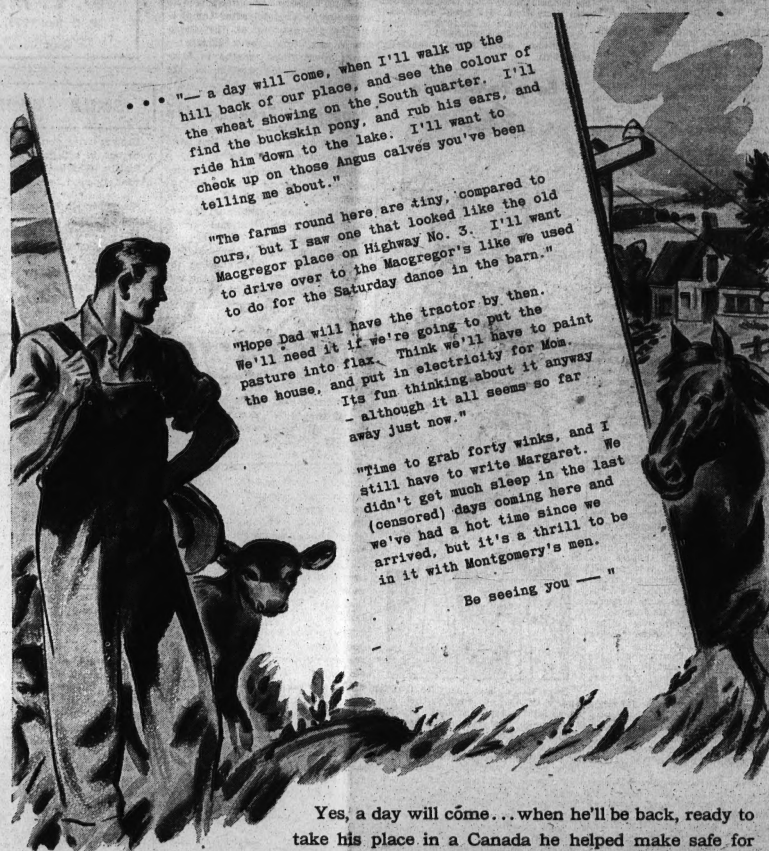 ... "— a day will come, when I'll walk up the
hill back of our place, and see the colour of
the wheat showing on the South quarter. I'll
find the buckskin pony, and rub his ears, and
ride him down to the lake. I'll want to
check up on those Angus calves you've been
telling me about."
"The farms round here are tiny, compared to
ours, but I saw one that looked like the old
Macgregor place on Highway No. 3. I'll want
to drive over to the Macgregor's like we used
to do for the Saturday dance in the barn."
"Hope Dad will have the tractor by then.
We'll need it if we're going to put the
pasture into flax. Think we'll have to paint
the house, and put in electricity for Mom.
Its fun thinking about it anyway
- although it all seems so far
away just now."
"Time to grab forty winks, and I
still have to write Margaret. We
didn't get much sleep in the last
(censored) days coming here and
we've had a hot time since we
arrived, but it's a thrill to be
in it with Montgomery's men.
Be seeing you — "
Yes, a day will come...when he'll be back, ready to
take his place in a Canada he helped make safe for